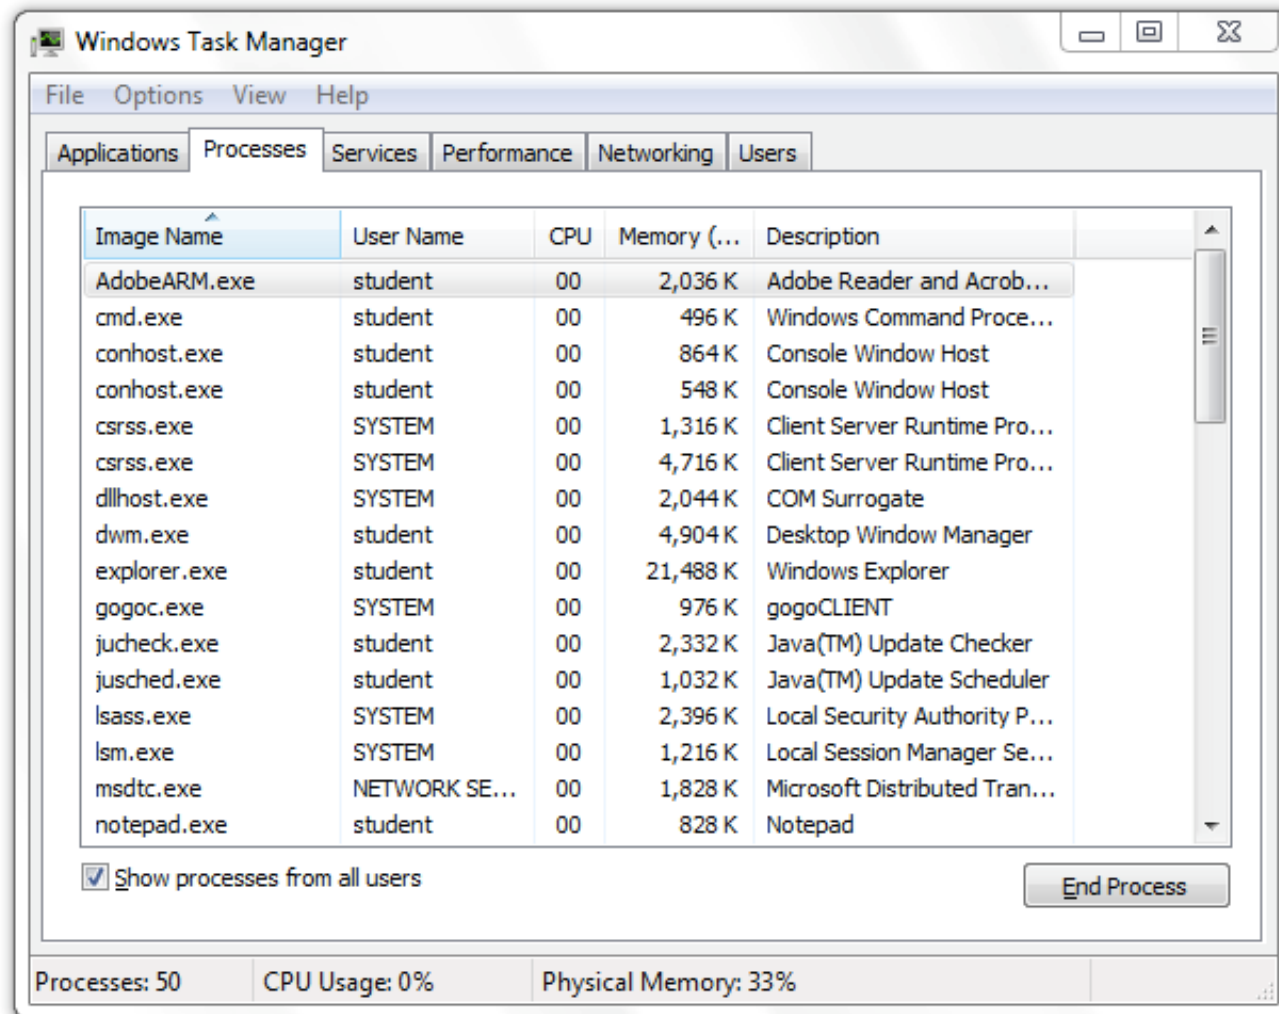 Windows Task Manager
File Options View Help
Applications Processes Services Performance Networking Users
Image Name User Name CPU Memory (... Description
AdobeARM.exe student 00 2,036 K Adobe Reader and Acrob...
cmd.exe student 00 496 K Windows Command Proce...
conhost.exe student 00 864 K Console Window Host
conhost.exe student 00 548 K Console Window Host
csrss.exe SYSTEM 00 1,316 K Client Server Runtime Pro...
csrss.exe SYSTEM 00 4,716 K Client Server Runtime Pro...
dllhost.exe SYSTEM 00 2,044 K COM Surrogate
dwm.exe student 00 4,904 K Desktop Window Manager
explorer.exe student 00 21,488 K Windows Explorer
gogoc.exe SYSTEM 00 976 K gogoCLIENT
jucheck.exe student 00 2,332 K Java(TM) Update Checker
jusched.exe student 00 1,032 K Java(TM) Update Scheduler
lsass.exe SYSTEM 00 2,396 K Local Security Authority P...
lsm.exe SYSTEM 00 1,216 K Local Session Manager Se...
msdtc.exe NETWORK SE... 00 1,828 K Microsoft Distributed Tran...
notepad.exe student 00 828 K Notepad
Show processes from all users
End Process
Processes: 50 CPU Usage: 0% Physical Memory: 33%